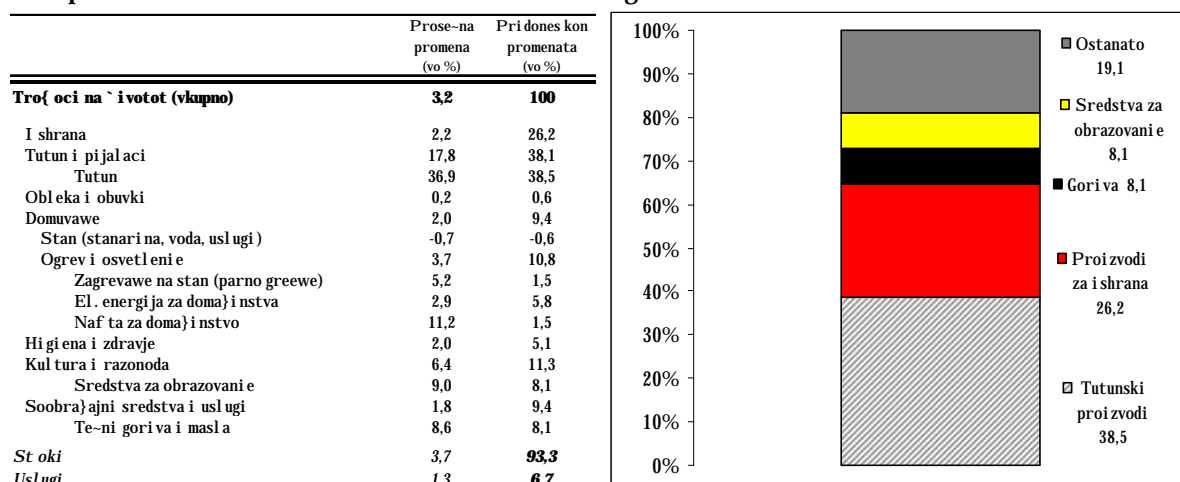 Prose~na Pridones kon
promena promenata
(vo %) (vo %)
Tro{oci na `ivotot (vkupno) 3,2 100
Ishrana 2,2 26,2
Tutun i pijalaci 17,8 38,1
Tutun 36,9 38,5
Obleka i obuvki 0,2 0,6
Domuvawe 2,0 9,4
Stan (stanarina, voda, uslugi) -0,7 -0,6
Ogrev i osvetlenie 3,7 10,8
Zagrevawe na stan (parno greewe) 5,2 1,5
El. energija za doma}instva 2,9 5,8
Nafta za doma}instvo 11,2 1,5
Higiena i zdravje 2,0 5,1
Kultura i razonoda 6,4 11,3
Sredstva za obrazovanie 9,0 8,1
Soobra}ajni sredstva i uslugi 1,8 9,4
Te~ni goriva i masla 8,6 8,1
Stoki 3,7 93,3
Uslugi 1,3 6,7
100%
90%
80%
70%
60%
50%
40%
30%
20%
10%
0%
Ostanato
19,1
Sredstva za
obrazovanie
8,1
Goriva 8,1
Proizvodi
za ishrana
26,2
Tutunski
proizvodi
38,5